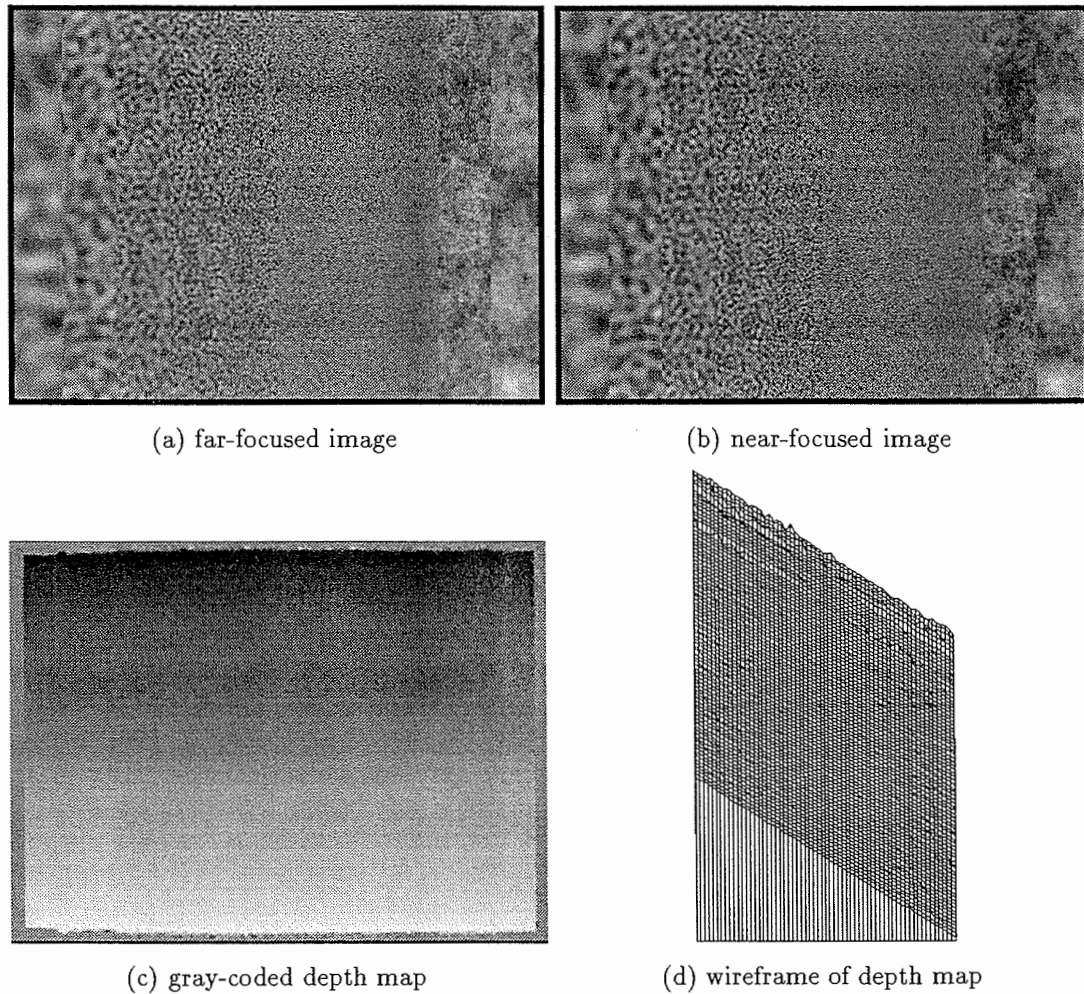 (a) far-focused image
(b) near-focused image
(c) gray-coded depth map
(d) wireframe of depth map